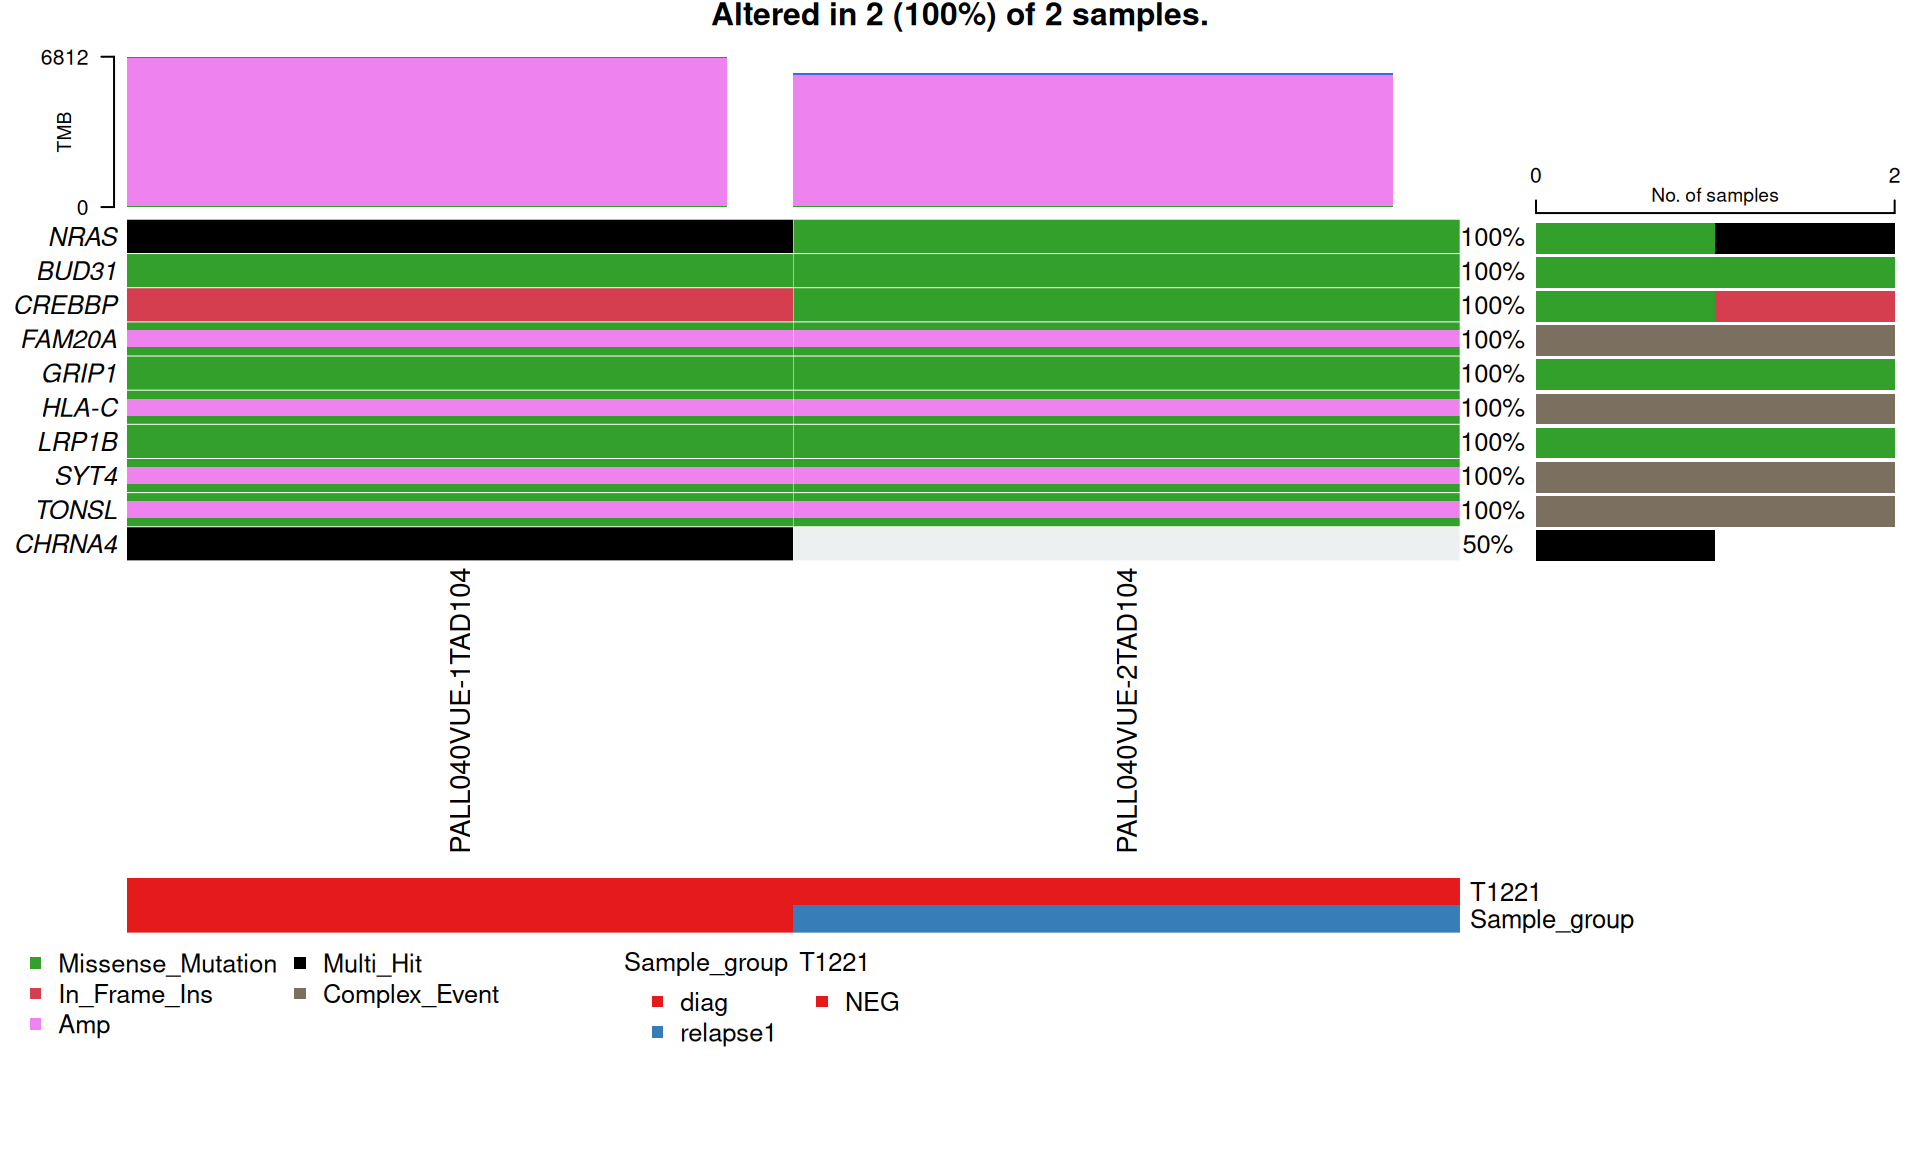 Altered in 2 (100%) of 2 samples.
6812
TMB
0
0
2
No. of samples
NRAS
100%
BUD31
100%
CREBBP
100%
FAM20A
100%
GRIP1
100%
HLA-C
100%
LRP1B
100%
SYT4
100%
TONSL
100%
CHRNA4
50%
PALL040VUE-1TAD104
PALL040VUE-2TAD104
T1221
Sample_group
Missense_Mutation
In_Frame_Ins
Amp
Multi_Hit
Complex_Event
Sample_group
diag
relapse1
T1221
NEG